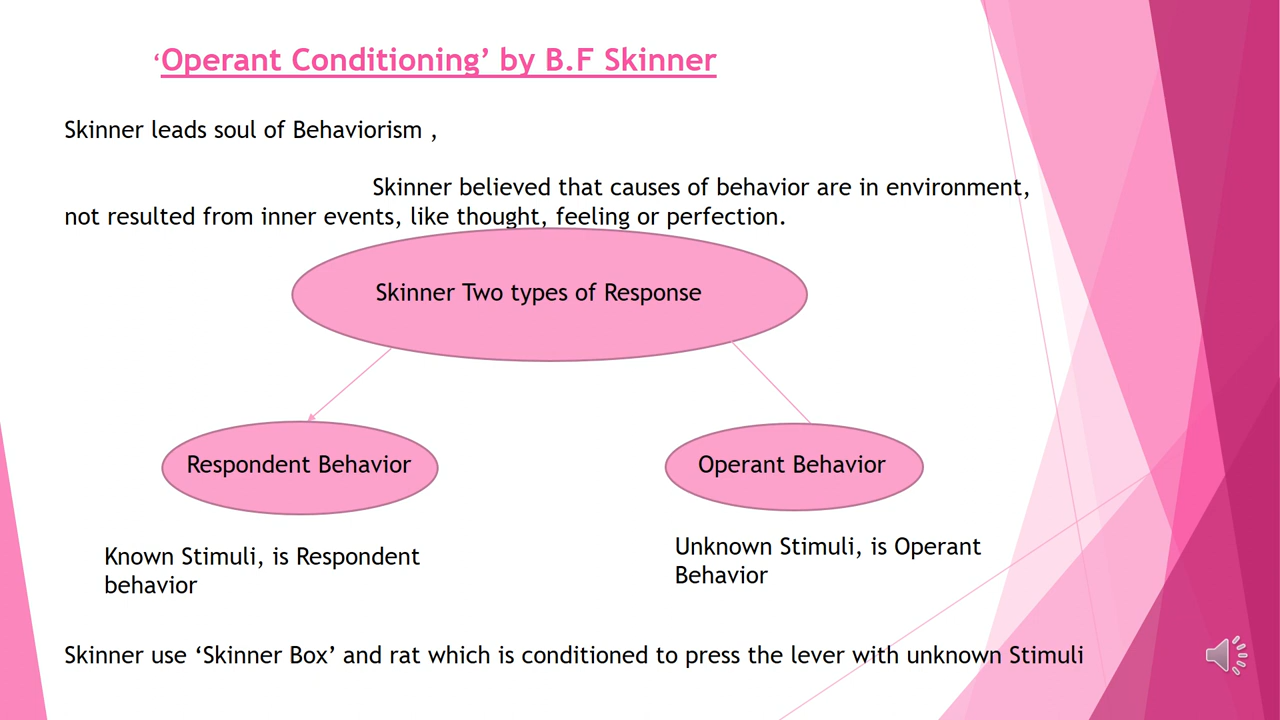 ‘Operant Conditioning’ by B.F Skinner
Skinner leads soul of Behaviorism ,
Skinner believed that causes of behavior are in environment,
not resulted from inner events, like thought, feeling or perfection.
Skinner Two types of Response
Respondent Behavior
Operant Behavior
Known Stimuli, is Respondent
behavior
Unknown Stimuli, is Operant
Behavior
Skinner use ‘Skinner Box’ and rat which is conditioned to press the lever with unknown Stimuli